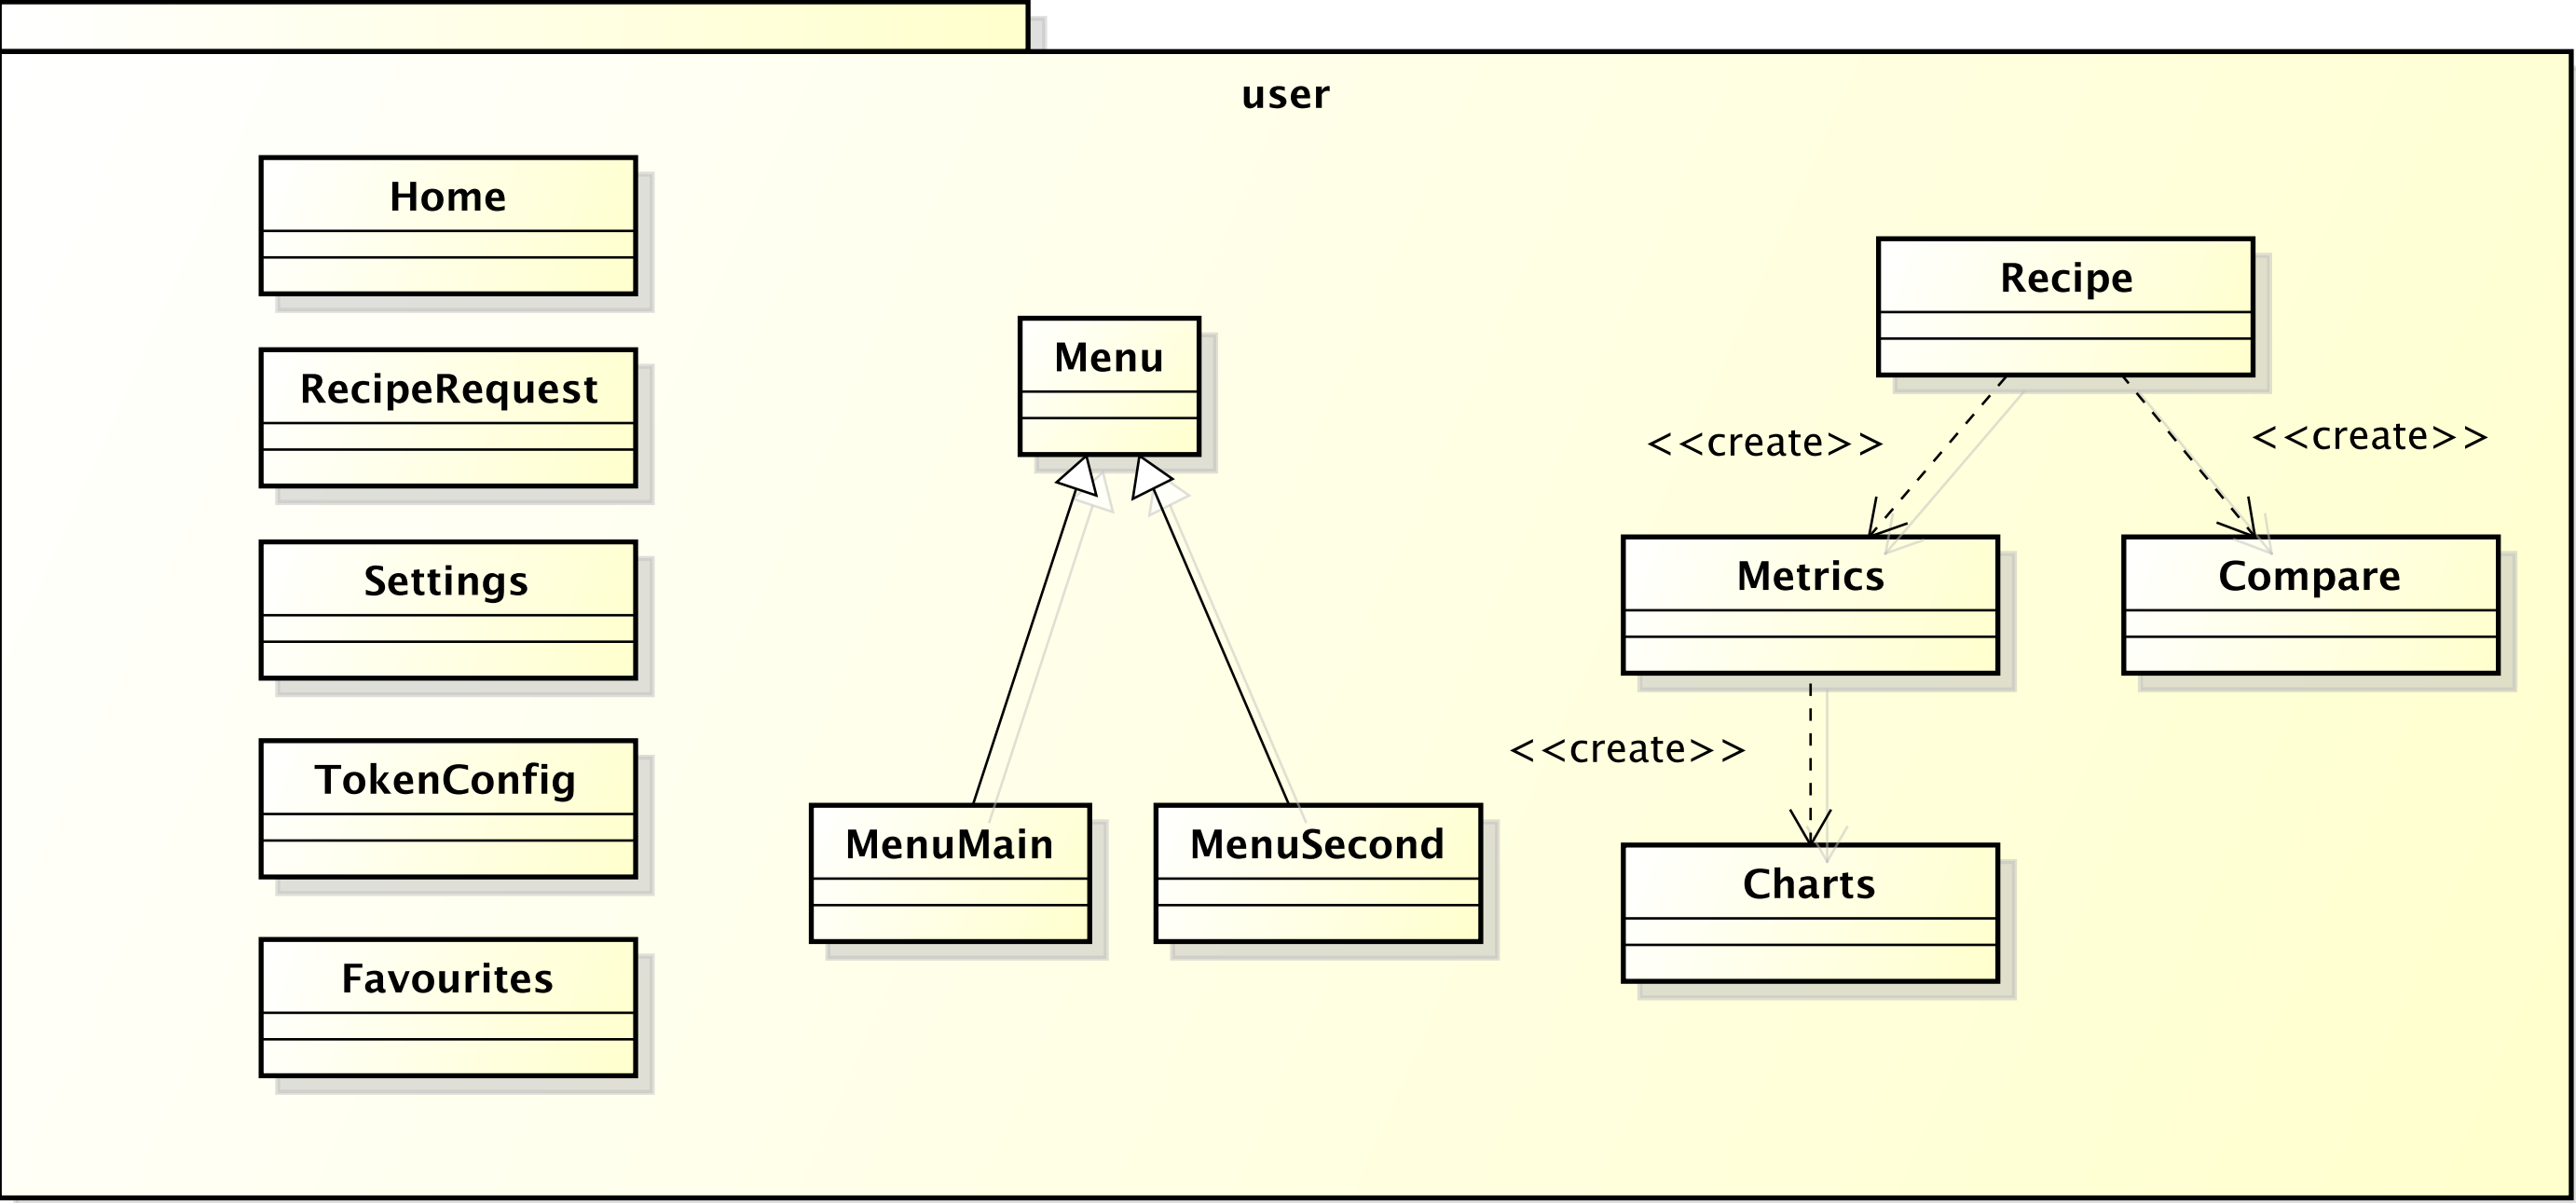 user
Home
RecipeRequest
Settings
TokenConfig
Favourites
Menu
MenuMain
MenuSecond
Recipe
<<create>>
<<create>>
Metrics
Compare
<<create>>
Charts